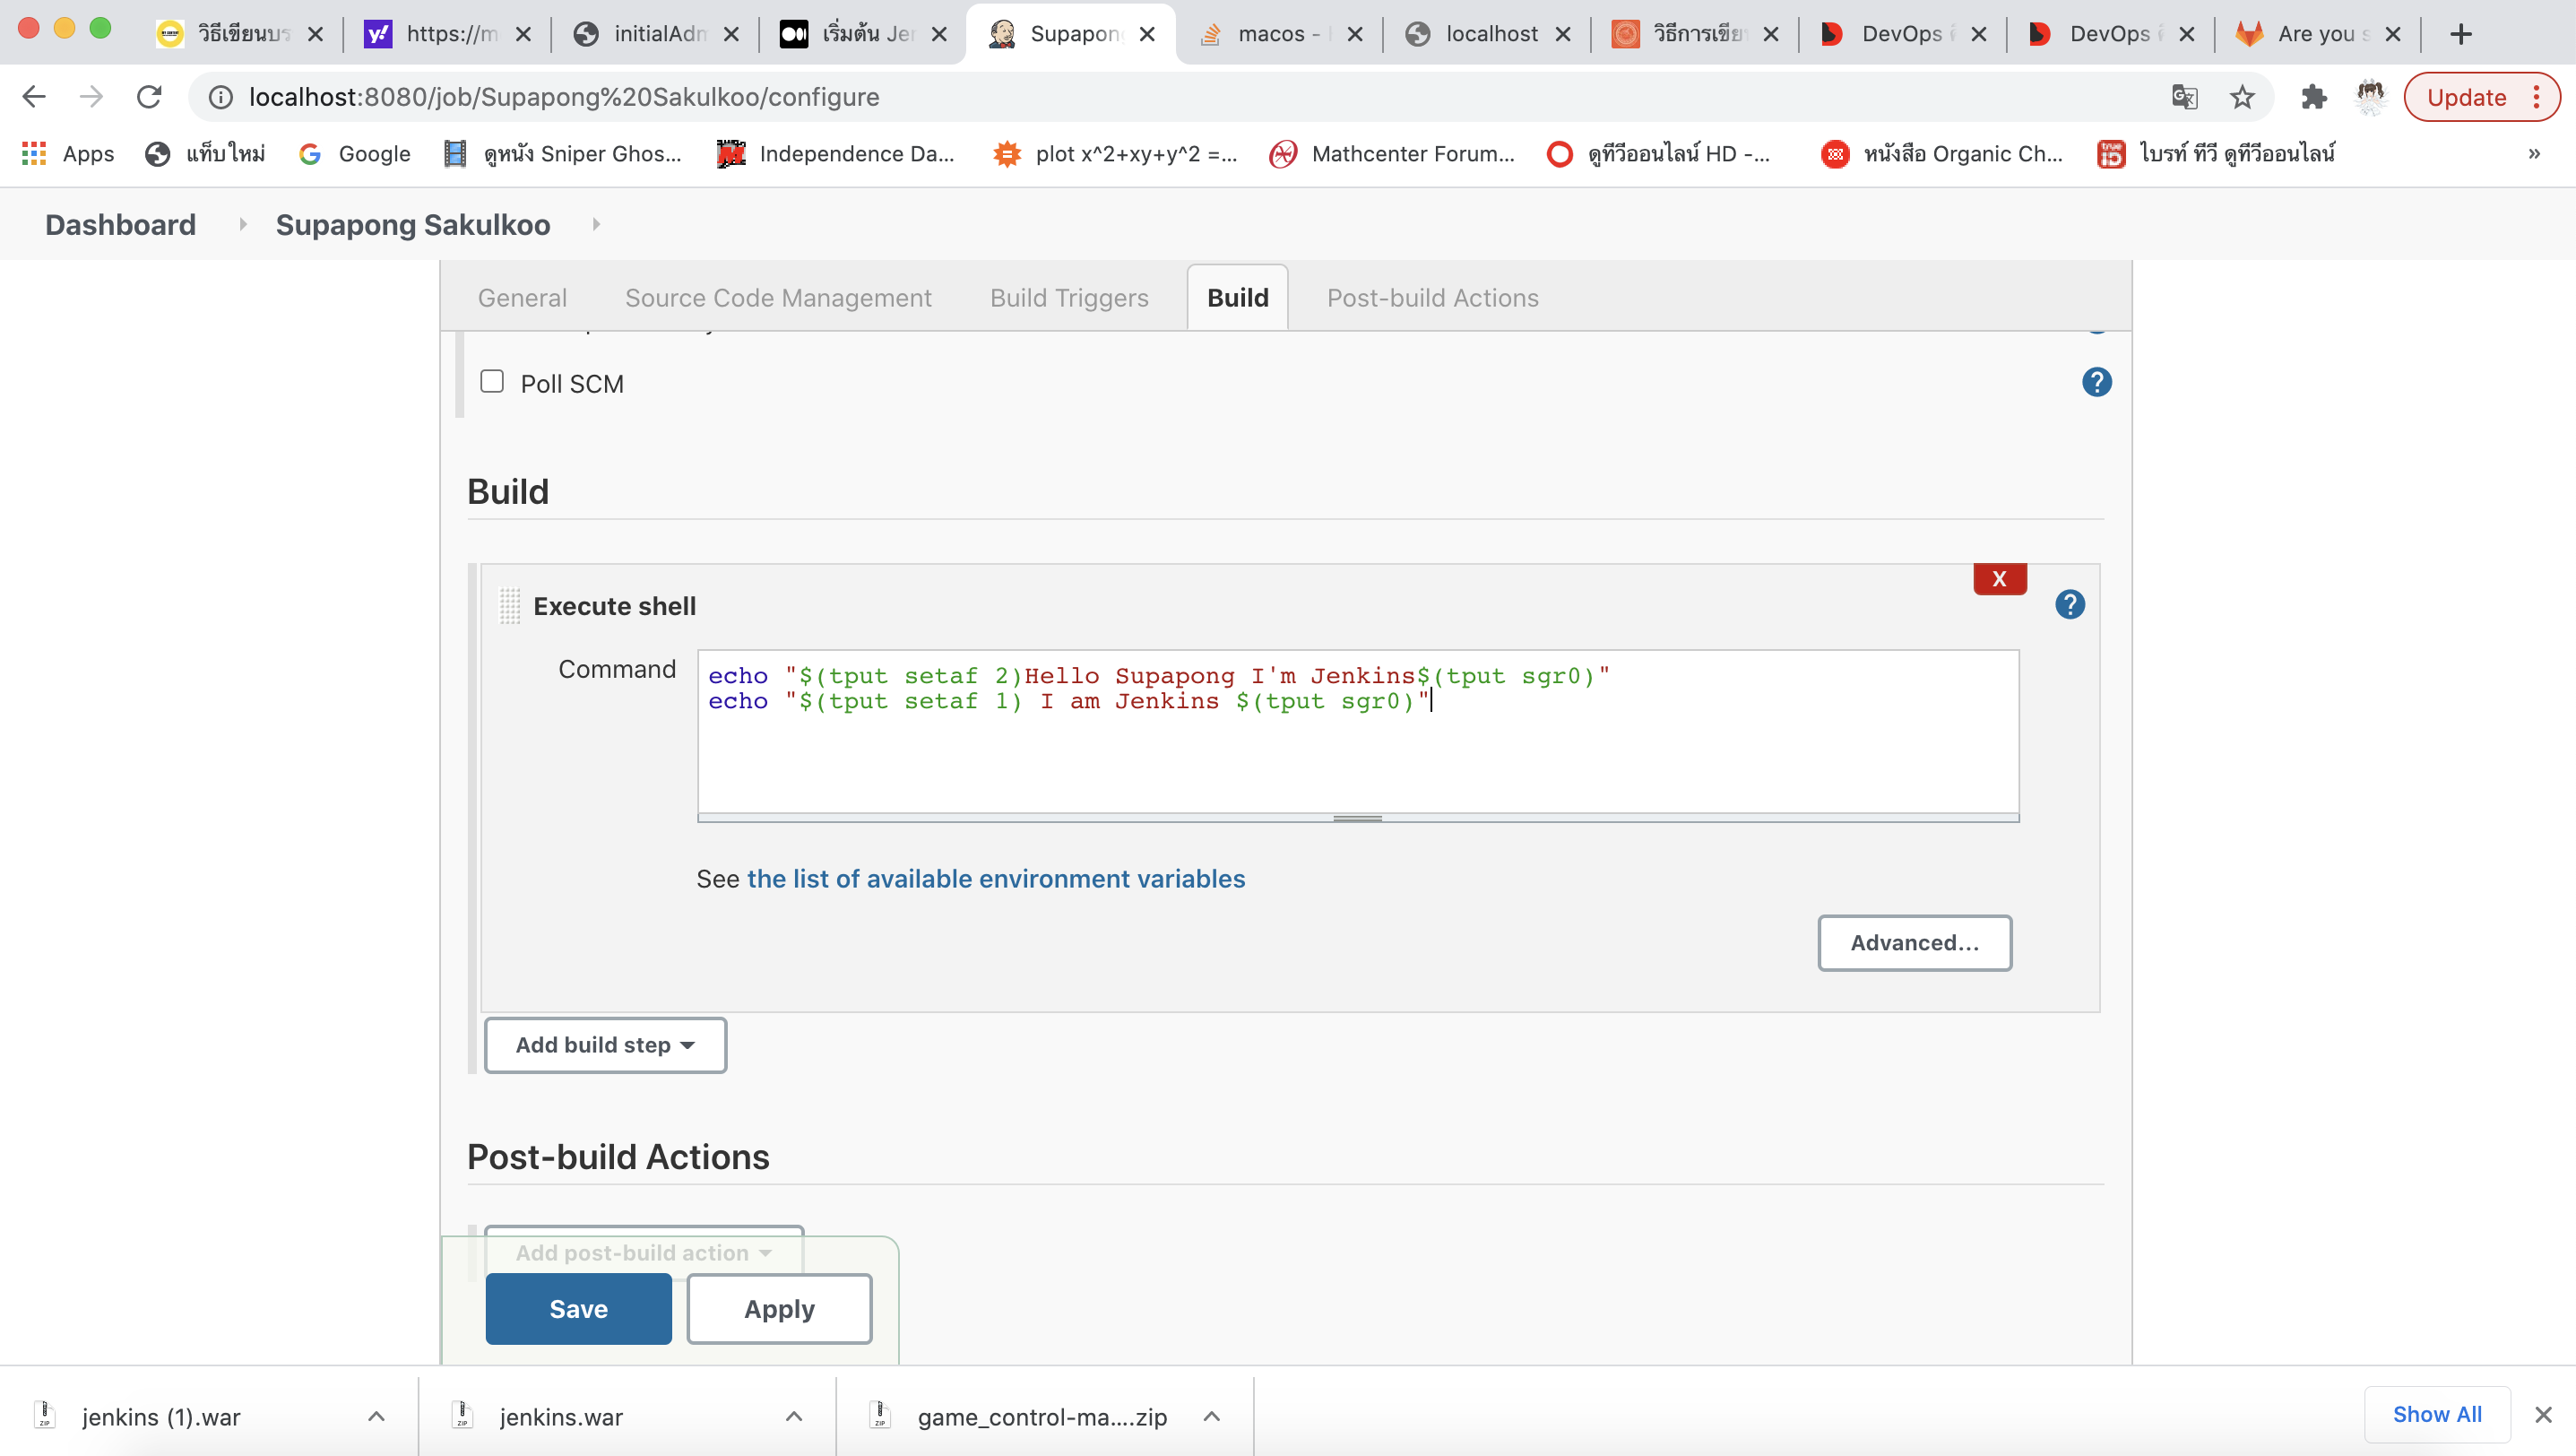 วิธีเขียนบร
https://m
initialAdm
เริ่มต้น Jer
Supapon
macos -
localhost
วิธีการเขีย
DevOps
DevOps
Are you s
localhost:8080/job/Supapong%20Sakulkoo/configure
Update
Apps
แท็บใหม่
Google
ดูหนัง Sniper Ghos...
Independence Da...
plot x^2+xy+y^2 =...
Mathcenter Forum...
ดูทีวีออนไลน์ HD -...
หนังสือ Organic Ch...
ไบรท์ ทีวี ดูทีวีออนไลน์
»
Dashboard
Supapong Sakulkoo
General
Source Code Management
Build Triggers
Build
Post-build Actions
Poll SCM
?
Build
X
Execute shell
?
Command
echo "$(tput setaf 2)Hello Supapong I'm Jenkins$(tput sgr0)"
echo "$(tput setaf 1) I am Jenkins $(tput sgr0)"
See the list of available environment variables
Advanced...
Add build step
Post-build Actions
Add post-build action
Save
Apply
jenkins (1).war
jenkins.war
game_control-ma....zip
Show All